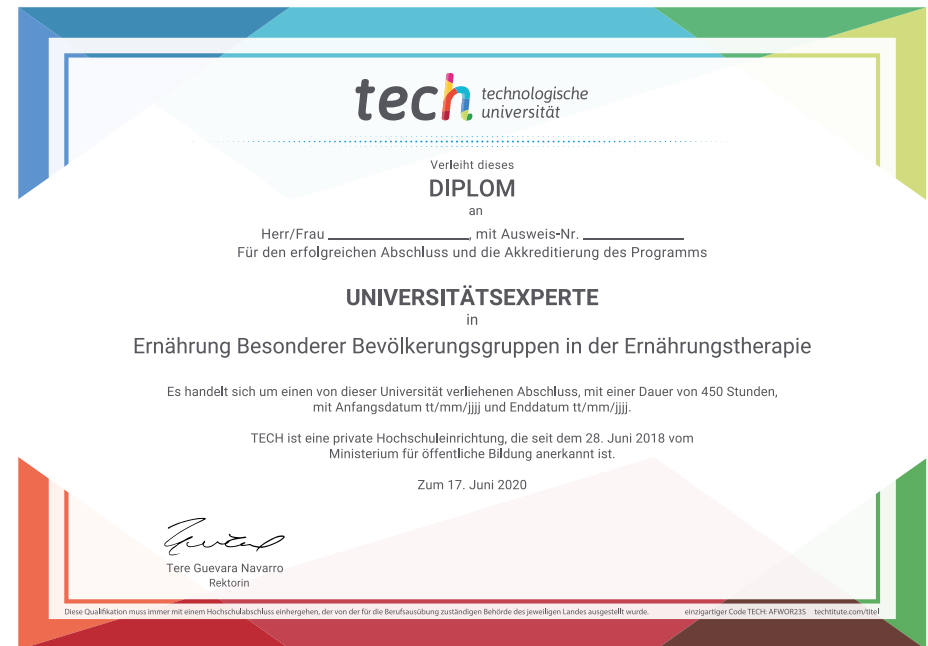 tech technologische
universität
Verleiht dieses
DIPLOM
an
Herr/Frau ____________________, mit Ausweis-Nr. ______________
Für den erfolgreichen Abschluss und die Akkreditierung des Programms
UNIVERSITÄTSEXPERTE
in
Ernährung Besonderer Bevölkerungsgruppen in der Ernährungstherapie
Es handelt sich um einen von dieser Universität verliehenen Abschluss, mit einer Dauer von 450 Stunden,
mit Anfangsdatum tt/mm/jjjj und Enddatum tt/mm/jjjj.
TECH ist eine private Hochschuleinrichtung, die seit dem 28. Juni 2018 vom
Ministerium für öffentliche Bildung anerkannt ist.
Zum 17. Juni 2020
Tere Guevara Navarro
Rektorin
Diese Qualifikation muss immer mit einem Hochschulabschluss einhergehen, der von der für die Berufsausübung zuständigen Behörde des jeweiligen Landes ausgestellt wurde. einzigartiger Code TECH: AFWOR23S techtitute.com/titel